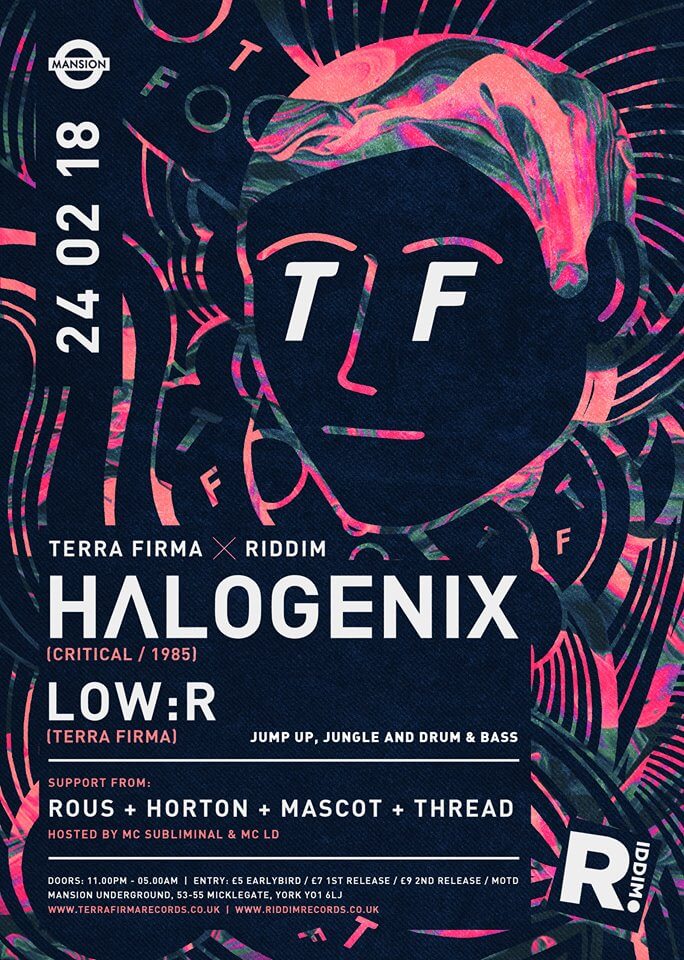 MANSION
T
F
24 02 18
T F
T
F
T
F
T
F
TERRA FIRMA X RIDDIM
HΛLOGENIX
(CRITICAL / 1985)
LOW:R
(TERRA FIRMA)
JUMP UP, JUNGLE AND DRUM & BASS
SUPPORT FROM:
ROUS + HORTON + MASCOT + THREAD
HOSTED BY MC SUBLIMINAL & MC LD
DOORS: 11.00PM - 05.00AM | ENTRY: £5 EARLYBIRD / £7 1ST RELEASE / £9 2ND RELEASE / MOTD
MANSION UNDERGROUND, 53-55 MICKLEGATE, YORK YO1 6LJ
WWW.TERRAFIRMARECORDS.CO.UK | WWW.RIDDIMRECORDS.CO.UK
RIDDIM.
T